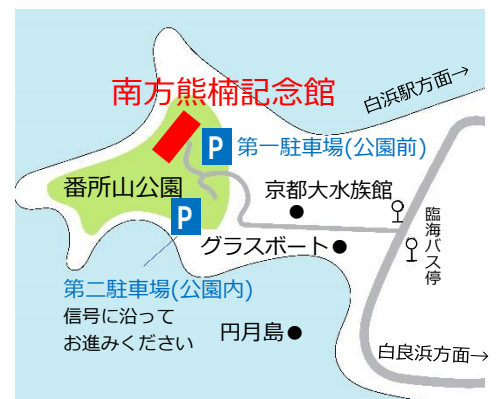 白浜駅方面→
南方熊楠記念館
P 第一駐車場(公園前)
番所山公園
京都大水族館
P
臨海バス停
グラスボート
第二駐車場(公園内)
信号に沿って
お進みください
円月島
白良浜方面→